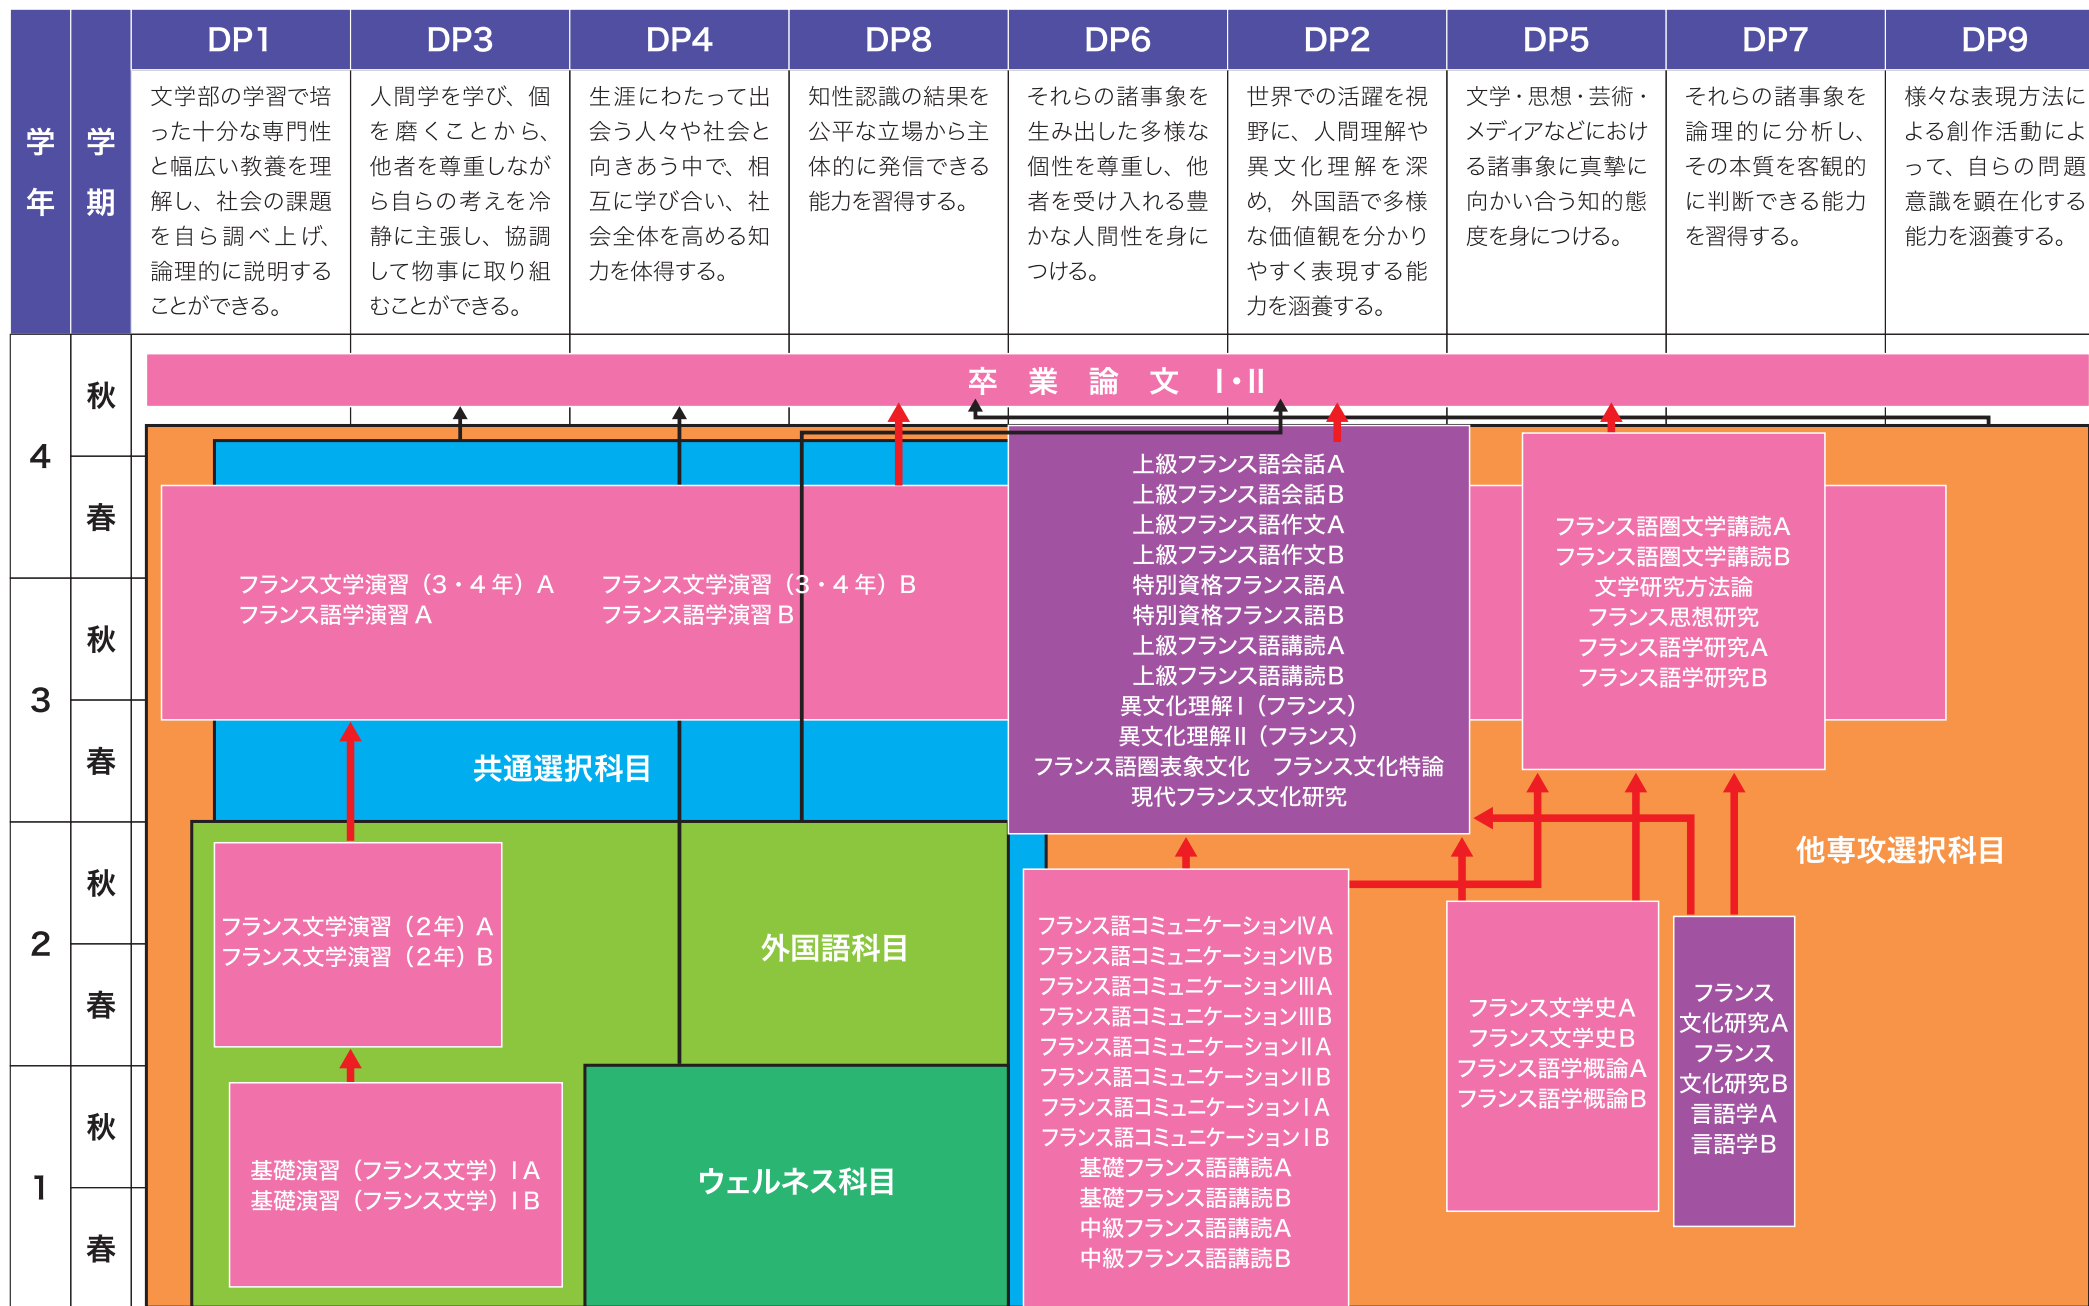 学年
学期
DP1
DP3
DP4
DP8
DP6
DP2
DP5
DP7
DP9
文学部の学習で培
った十分な専門性
と幅広い教養を理
解し、社会の課題
を自ら調べ上げ、
論理的に説明する
ことができる。
人間学を学び、個
を磨くことから、
他者を尊重しなが
ら自らの考えを冷
静に主張し、協調
して物事に取り組
むことができる。
生涯にわたって出
会う人々や社会と
向きあう中で、相
互に学び合い、社
会全体を高める知
力を体得する。
知性認識の結果を
公平な立場から主
体的に発信できる
能力を習得する。
それらの諸事象を
生み出した多様な
個性を尊重し、他
者を受け入れる豊
かな人間性を身に
つける。
世界での活躍を視
野に、人間理解や
異文化理解を深
め，外国語で多様
な価値観を分かり
やすく表現する能
力を涵養する。
文学・思想・芸術・
メディアなどにおけ
る諸事象に真摯に
向かい合う知的態
度を身につける。
それらの諸事象を
論理的に分析し、
その本質を客観的
に判断できる能力
を習得する。
様々な表現方法に
よる創作活動によ
って、自らの問題
意識を顕在化する
能力を涵養する。
4
秋
春
3
秋
春
2
秋
春
1
秋
春
卒業論文 I・II
フランス文学演習（3・4年）A フランス文学演習（3・4年）B
フランス語学演習A フランス語学演習B
共通選択科目
上級フランス語会話A
上級フランス語会話B
上級フランス語作文A
上級フランス語作文B
特別資格フランス語A
特別資格フランス語B
上級フランス語講読A
上級フランス語講読B
異文化理解I（フランス）
異文化理解II（フランス）
フランス語圏表象文化 フランス文化特論
現代フランス文化研究
フランス語圏文学講読A
フランス語圏文学講読B
文学研究方法論
フランス思想研究
フランス語学研究A
フランス語学研究B
他専攻選択科目
フランス文学演習（2年）A
フランス文学演習（2年）B
外国語科目
基礎演習（フランス文学）I A
基礎演習（フランス文学）I B
ウェルネス科目
フランス語コミュニケーションIVA
フランス語コミュニケーションIVB
フランス語コミュニケーションIIIA
フランス語コミュニケーションIIIB
フランス語コミュニケーションIIA
フランス語コミュニケーションIIB
フランス語コミュニケーションIA
フランス語コミュニケーションIB
基礎フランス語講読A
基礎フランス語講読B
中級フランス語講読A
中級フランス語講読B
フランス文学史A
フランス文学史B
フランス語学概論A
フランス語学概論B
フランス
文化研究A
フランス
文化研究B
言語学A
言語学B